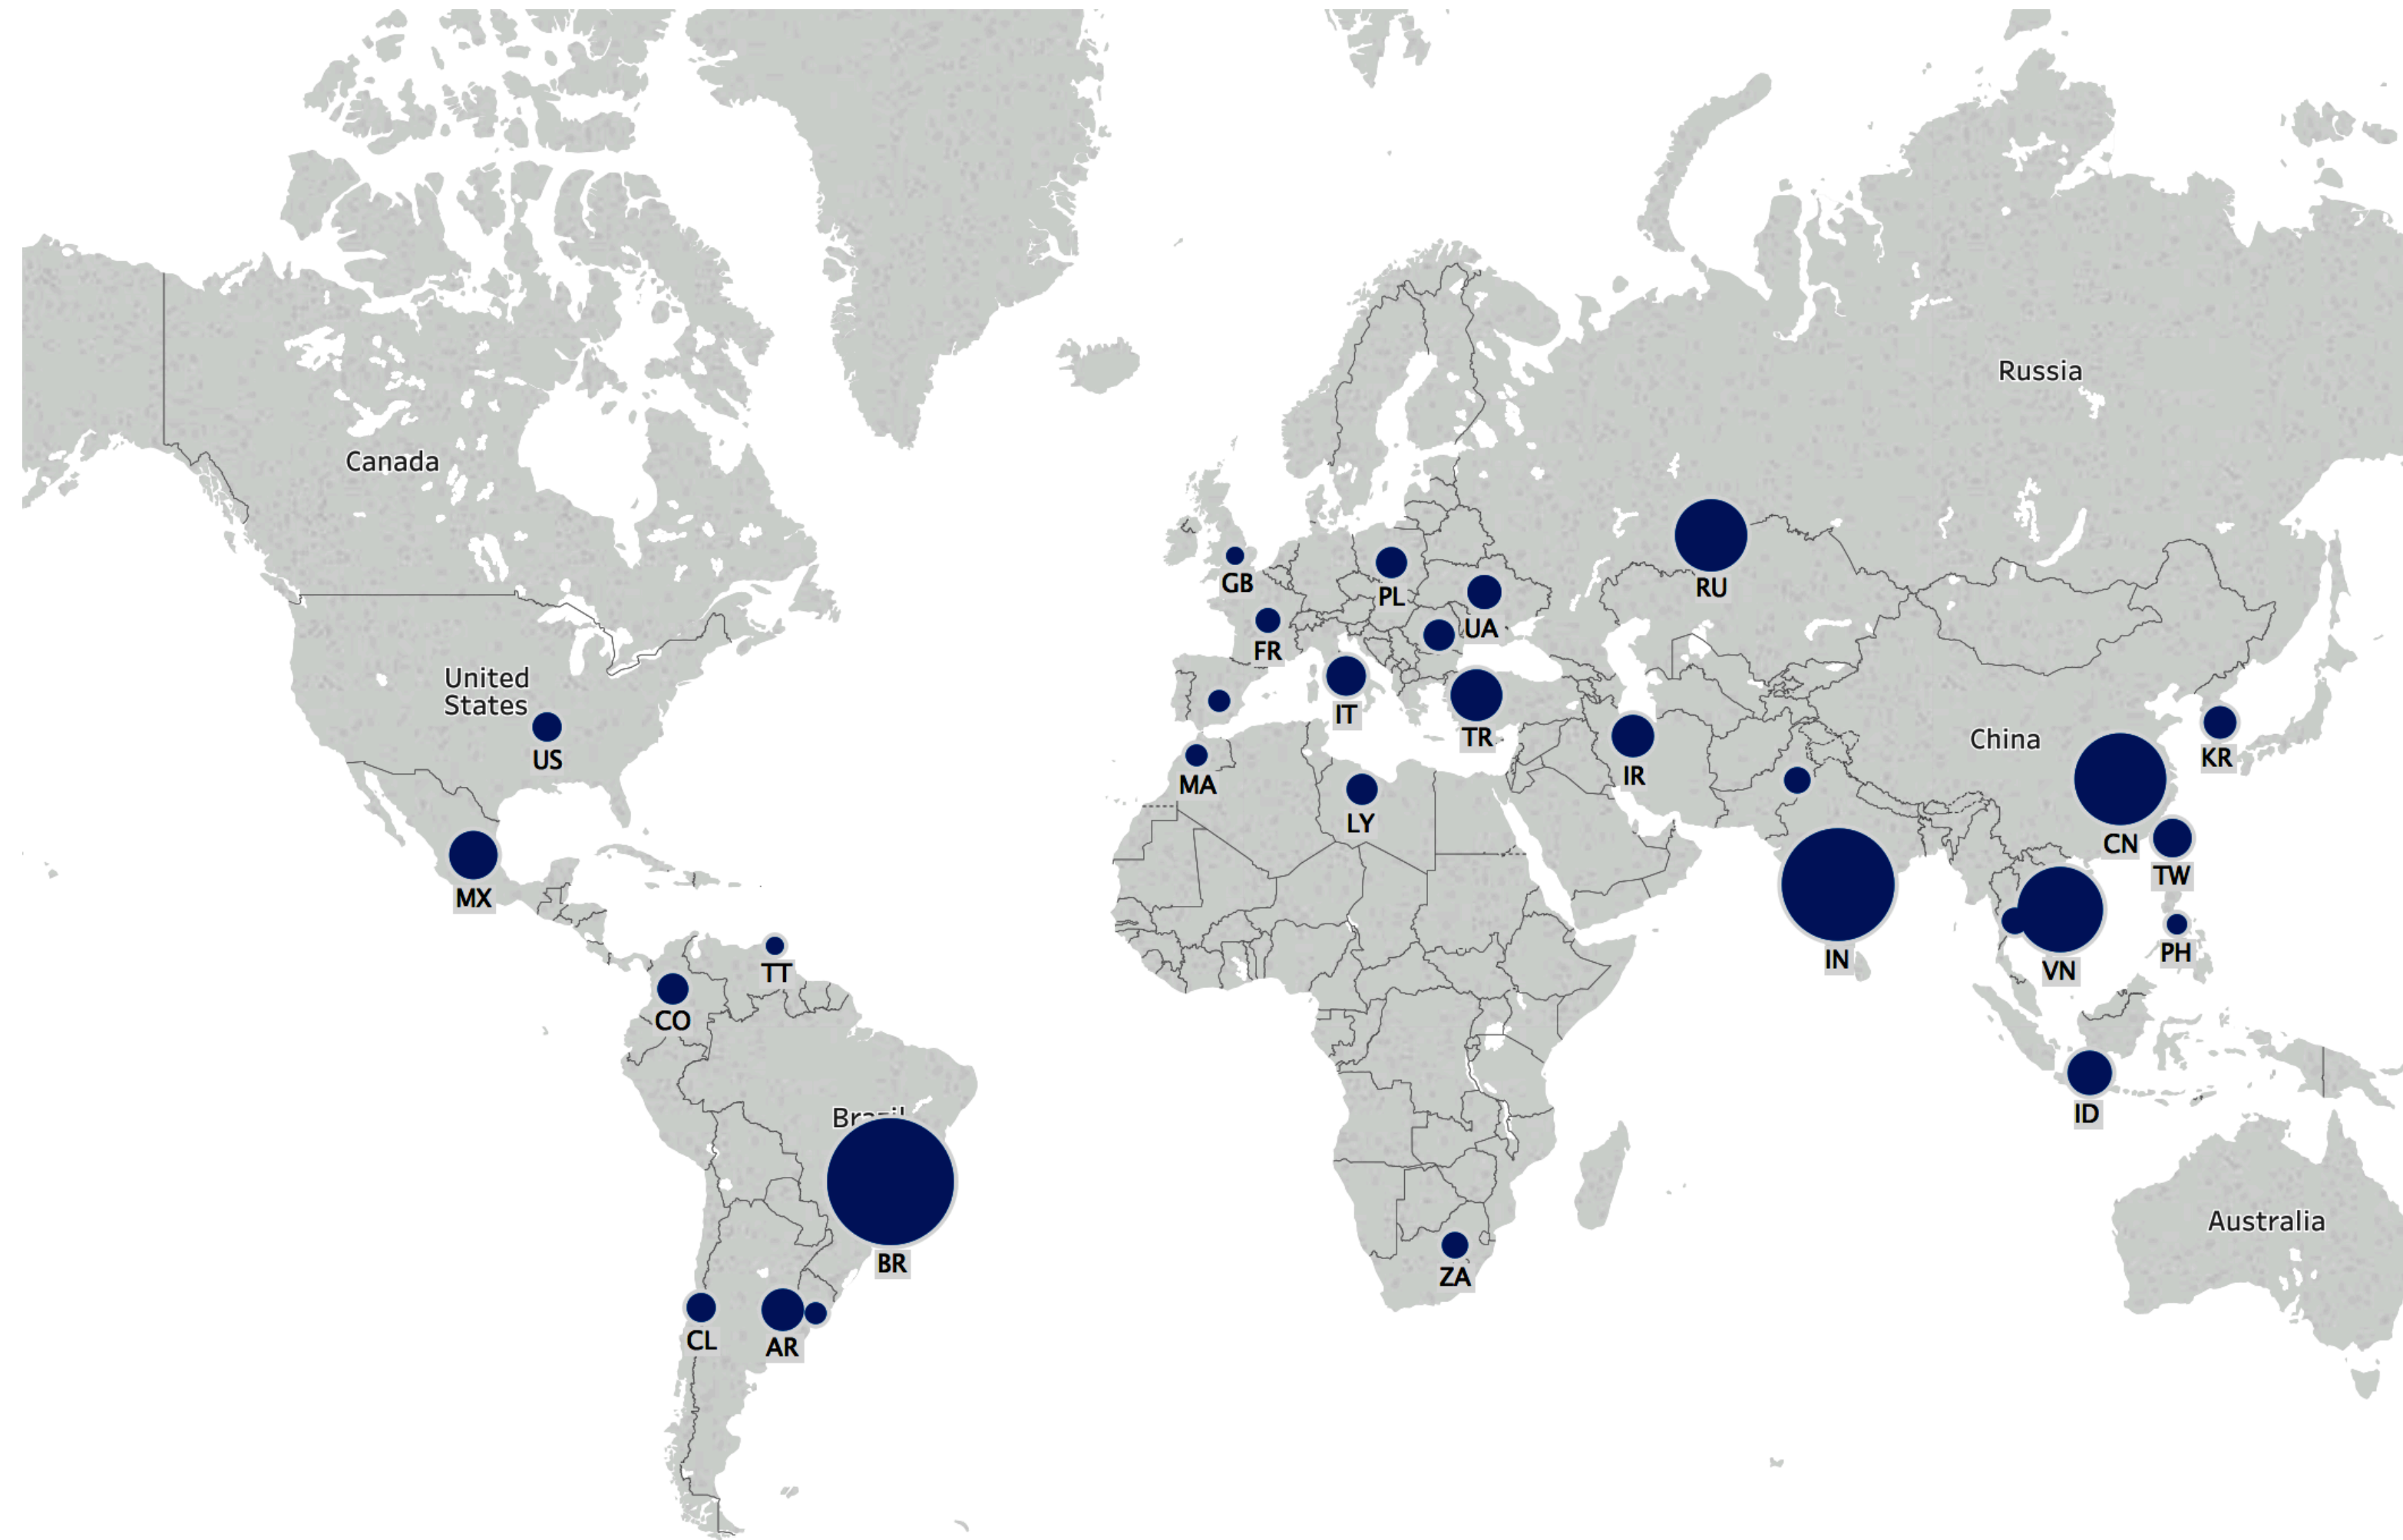 Russia
Canada
GB
PL
RU
UA
FR
United
States
IT
TR
China
US
MA
IR
KR
LY
CN
TW
MX
PH
IN
VN
TT
CO
ID
Brazil
Australia
BR
ZA
CL
AR